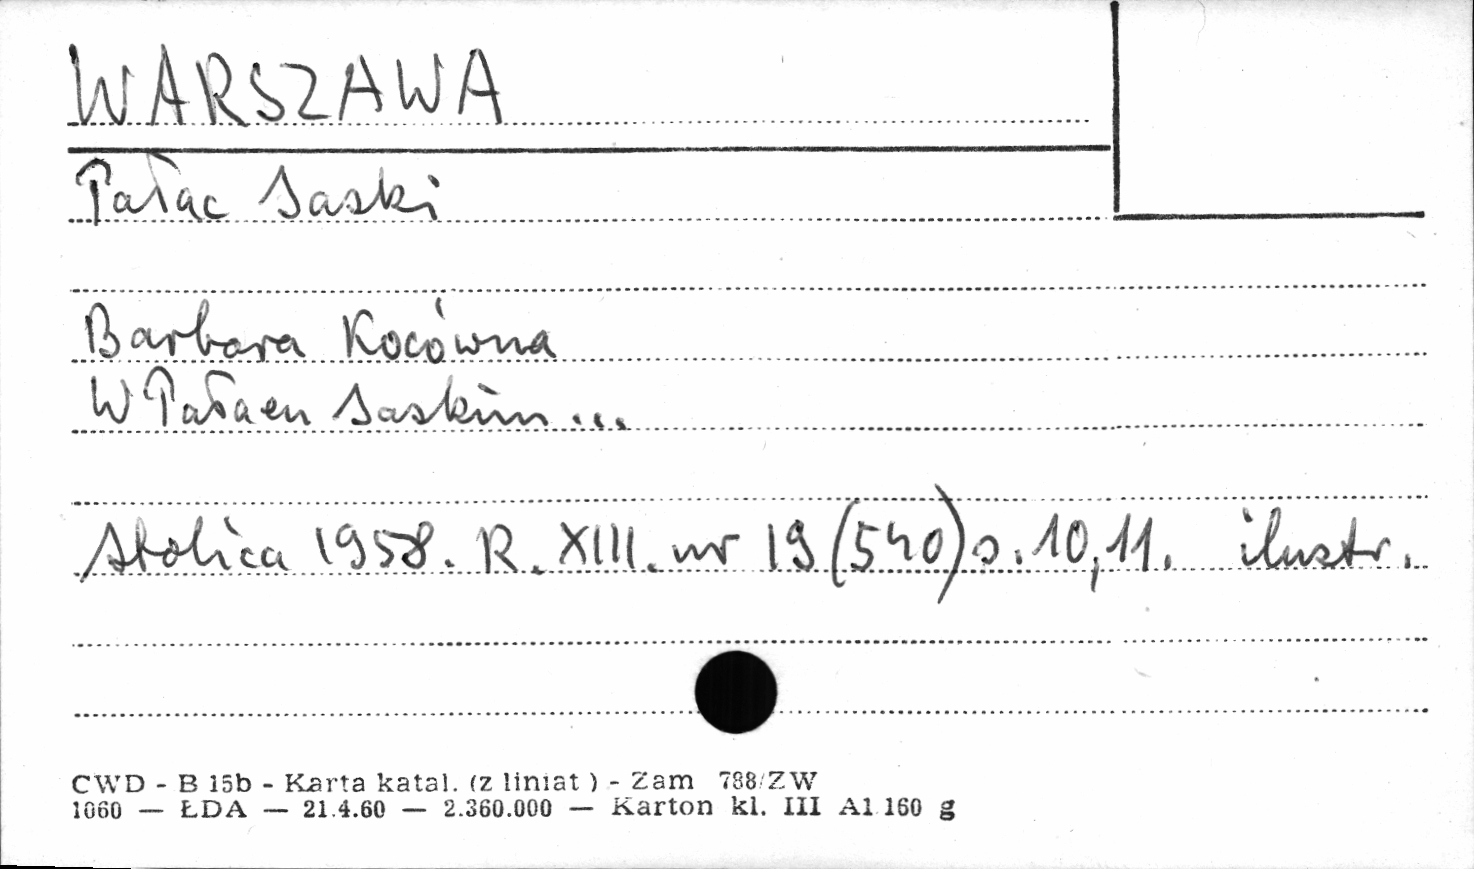 WARSZAWA
Pałac Saski
Barbara Kocówna
W Pałacu Saskim...
Stolica 1958. R. XIII. nr 19 (540) s. 10, 11. ilustr.
CWD - B 15b - Karta katal. (z liniat ) - Zam 788/ZW
1060 — ŁDA — 21.4.60 — 2.360.000 — Karton kl. III A1 160 g